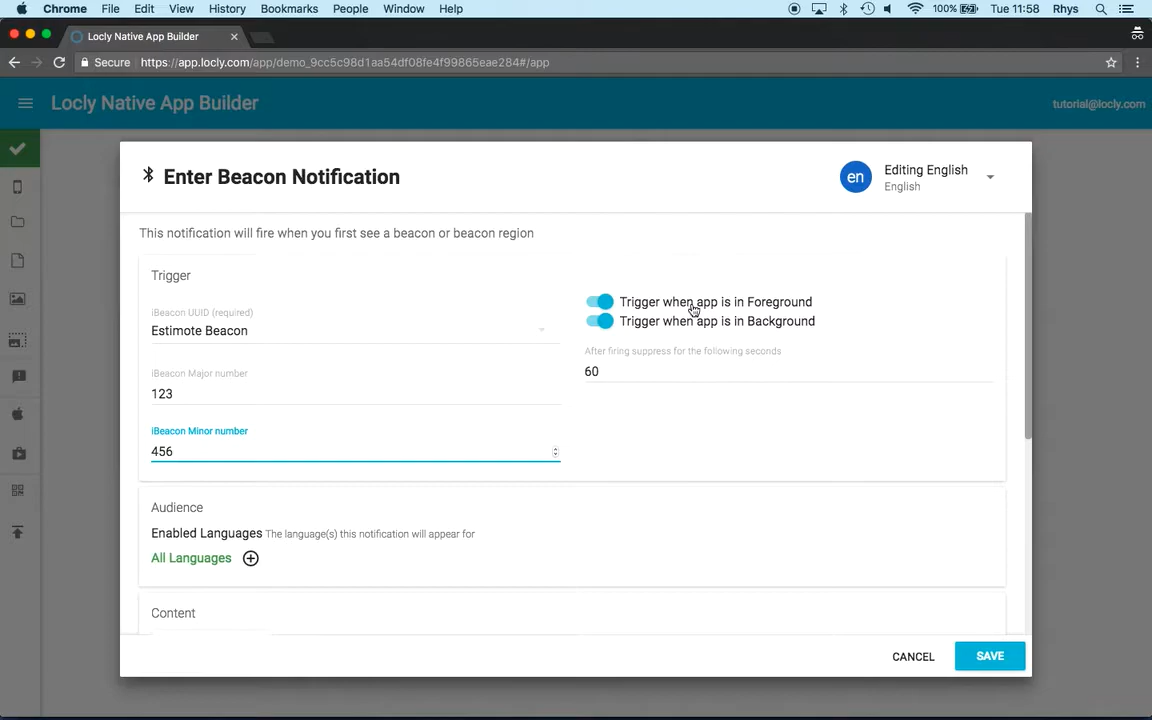 Chrome File Edit View History Bookmarks People Window Help 100% Tue 11:58 Rhys
Locly Native App Builder
Secure https://app.locly.com/app/demo_9cc5c98d1aa54df08fe4f99865eae284#/app
Locly Native App Builder tutorial@locly.com
Enter Beacon Notification
en Editing English
English
This notification will fire when you first see a beacon or beacon region
Trigger
iBeacon UUID (required)
Estimote Beacon
iBeacon Major number
123
iBeacon Minor number
456
Trigger when app is in Foreground
Trigger when app is in Background
After firing suppress for the following seconds
60
Audience
Enabled Languages The language(s) this notification will appear for
All Languages
Content
CANCEL SAVE